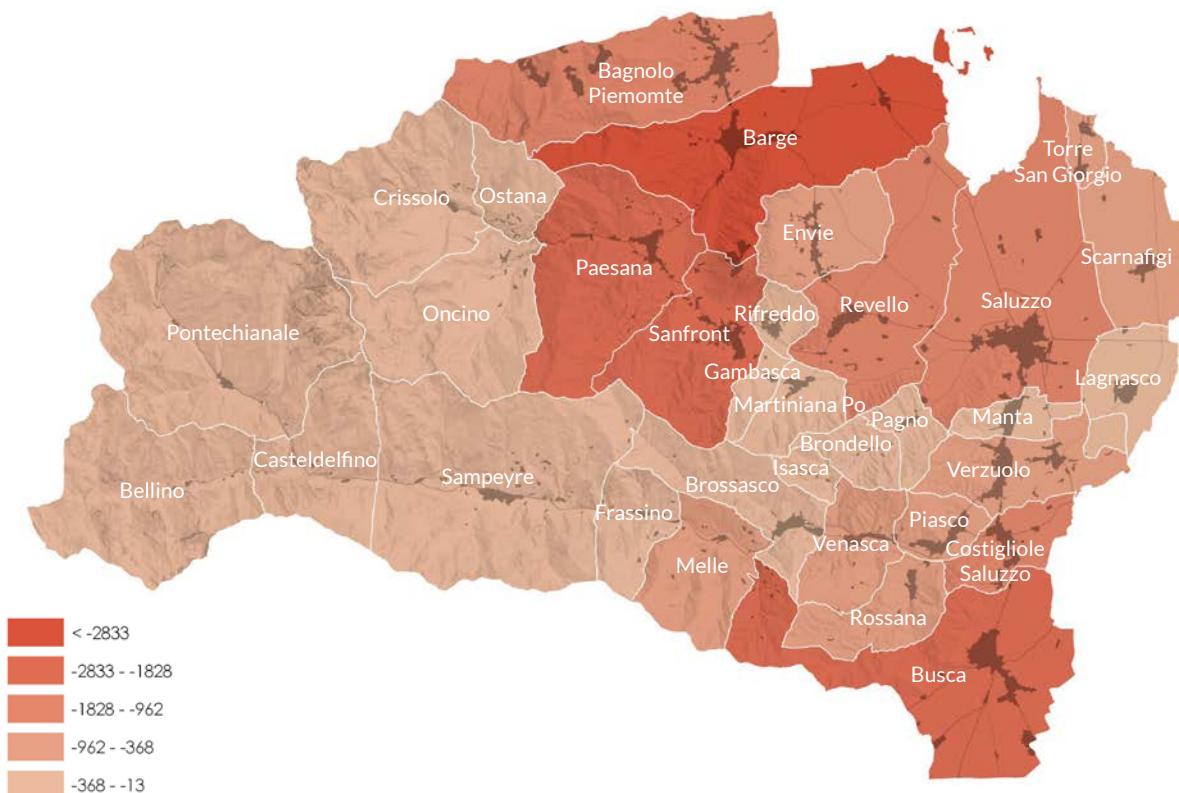 Bagnolo
Piemomte
Barge
Torre
San Giorgio
Crissolo
Ostana
Envie
Scarnafigi
Paesana
Pontechianale
Oncino
Rifreddo
Revello
Saluzzo
Sanfront
Gambasca
Lagnasco
Martiniana Po
Pagno
Manta
Brondello
Casteldelfino
Isasca
Verzuolo
Bellino
Sampeyre
Brossasco
Frassino
Piasco
Venasca
Costigliole
Saluzzo
Melle
Rossana
Busca
< -2833
-2833 - -1828
-1828 - -962
-962 - -368
-368 - -13